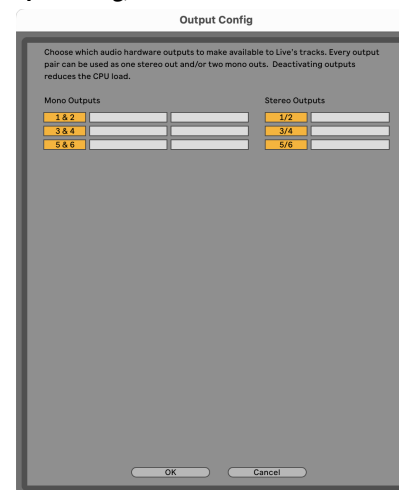 Output Config
Choose which audio hardware outputs to make available to Live's tracks. Every output
pair can be used as one stereo out and/or two mono outs. Deactivating outputs
reduces the CPU load.
Mono Outputs Stereo Outputs
1 & 2 1/2
3 & 4 3/4
5 & 6 5/6
OK Cancel